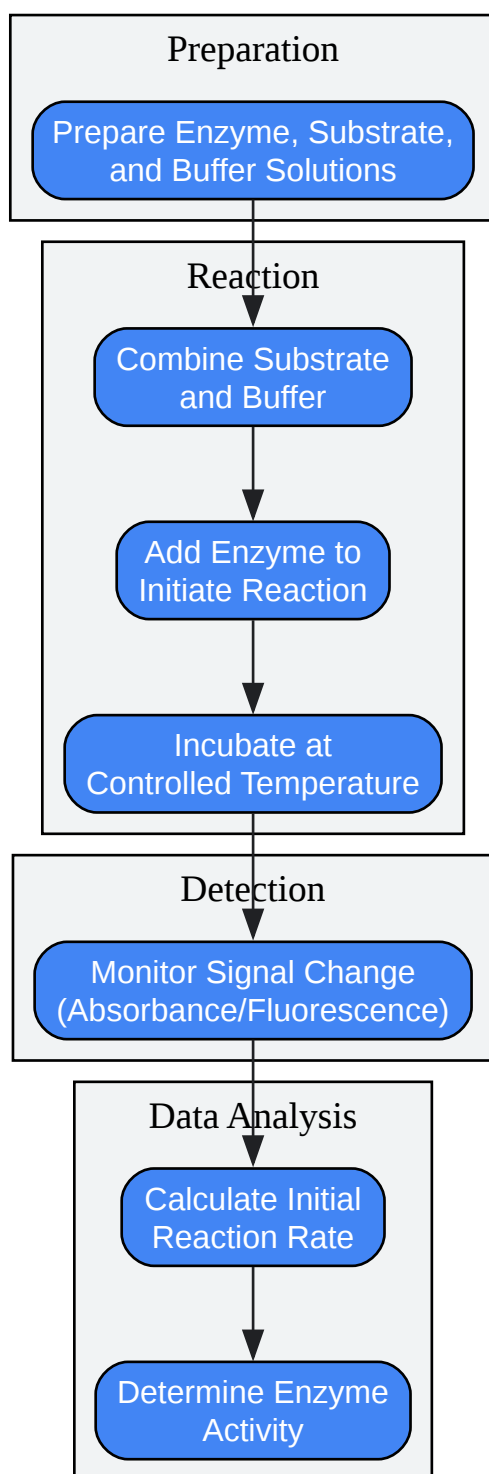 Preparation
Prepare Enzyme, Substrate,
and Buffer Solutions
Reaction
Combine Substrate
and Buffer
Add Enzyme to
Initiate Reaction
Incubate at
Controlled Temperature
Detection
Monitor Signal Change
(Absorbance/Fluorescence)
Data Analysis
Calculate Initial
Reaction Rate
Determine Enzyme
Activity